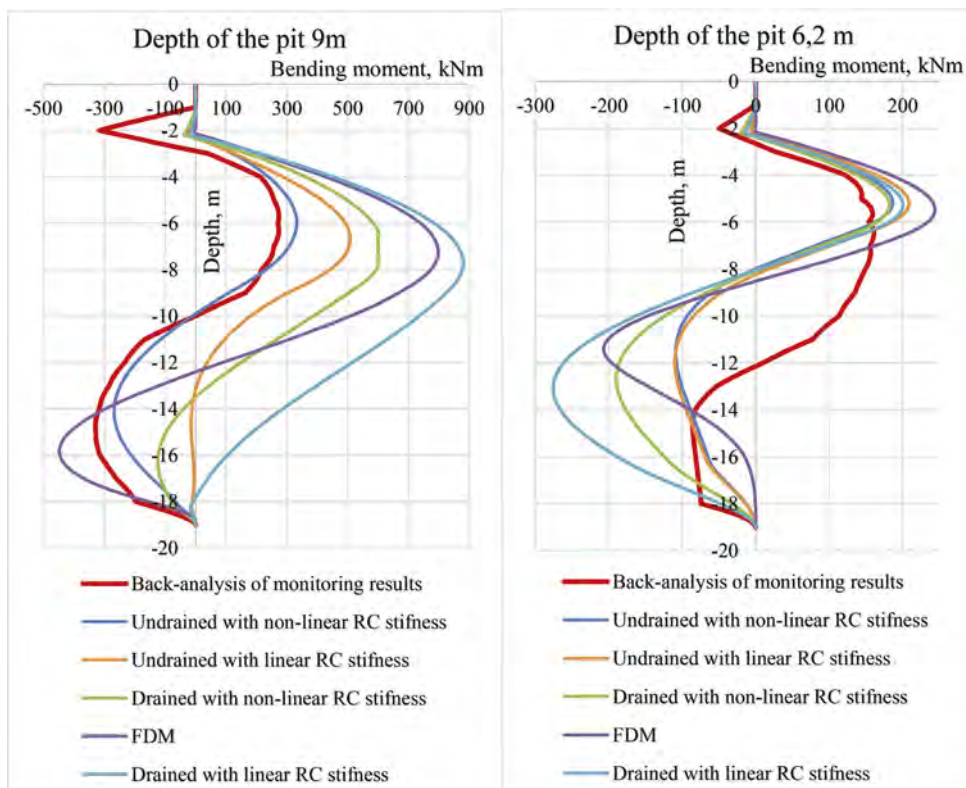 Depth of the pit 9m
Bending moment, kNm
0
-500 -300 -100 100 300 500 700 900
-2
-4
-6
-8
-10
-12
-14
-16
-18
-20
Depth, m
Back-analysis of monitoring results
Undrained with non-linear RC stifness
Undrained with linear RC stifness
Drained with non-linear RC stifness
FDM
Drained with linear RC stifness
Depth of the pit 6,2 m
Bending moment, kNm
0
-300 -200 -100 0 100 200
-2
-4
-6
-8
-10
-12
-14
-16
-18
-20
Depth, m
Back-analysis of monitoring results
Undrained with non-linear RC stifness
Undrained with linear RC stifness
Drained with non-linear RC stifness
FDM
Drained with linear RC stifness